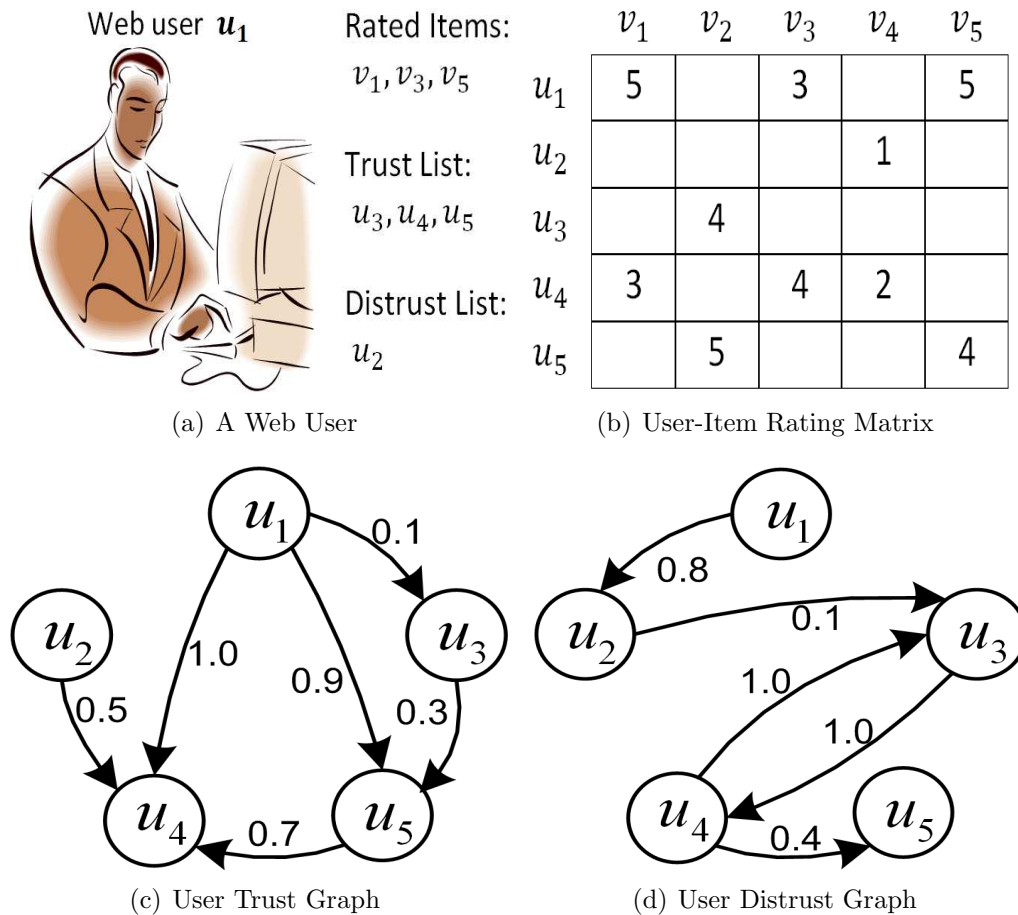 Web user u₁
Rated Items:
v₁, v₃, v₅
Trust List:
u₃, u₄, u₅
Distrust List:
u₂
(a) A Web User
v₁ v₂ v₃ v₄ v₅
u₁ 5 3 5
u₂ 1
u₃ 4
u₄ 3 4 2
u₅ 5 4
(b) User-Item Rating Matrix
u₁
0.1
u₂
u₃
1.0
0.9
0.5
0.3
u₄
u₅
0.7
(c) User Trust Graph
u₁
0.8
u₂
0.1
u₃
1.0
1.0
u₄
u₅
0.4
(d) User Distrust Graph